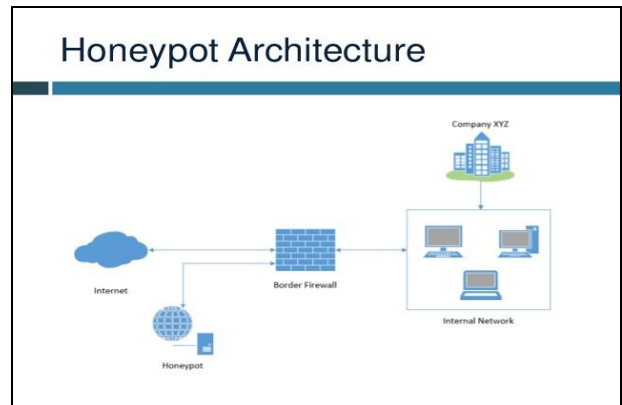 Honeypot Architecture
Company XYZ
Internet
Border Firewall
Internal Network
Honeypot